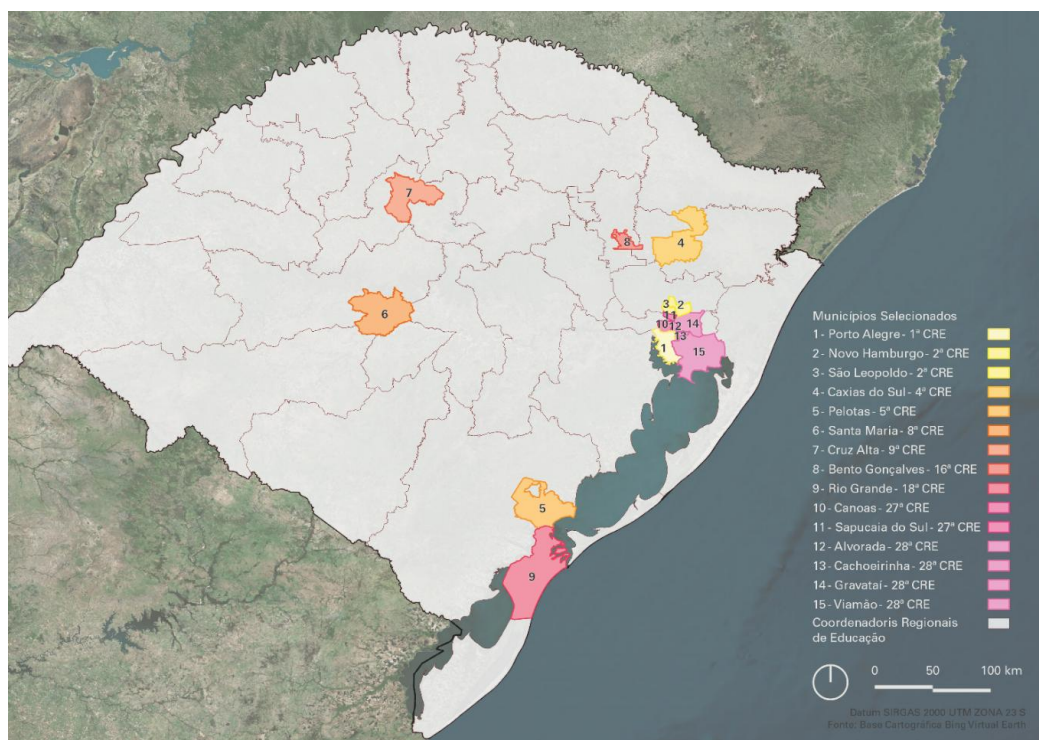 7
8
4
6
3
2
11
10
12
14
13
1
15
5
9
Municípios Selecionados
1- Porto Alegre - 1ª CRE
2- Novo Hamburgo - 2ª CRE
3- São Leopoldo - 2ª CRE
4- Caxias do Sul - 4ª CRE
5- Pelotas - 5ª CRE
6- Santa Maria - 8ª CRE
7- Cruz Alta - 9ª CRE
8- Bento Gonçalves - 16ª CRE
9- Rio Grande - 18ª CRE
10- Canoas - 27ª CRE
11- Sapucaia do Sul - 27ª CRE
12- Alvorada - 28ª CRE
13- Cachoeirinha - 28ª CRE
14- Gravataí - 28ª CRE
15- Viamão - 28ª CRE
Coordenadoris Regionais
de Educação
0 50 100 km
Datum SIRGAS 2000 UTM ZONA 23 S
Fonte: Base Cartográfica Bing Virtual Earth